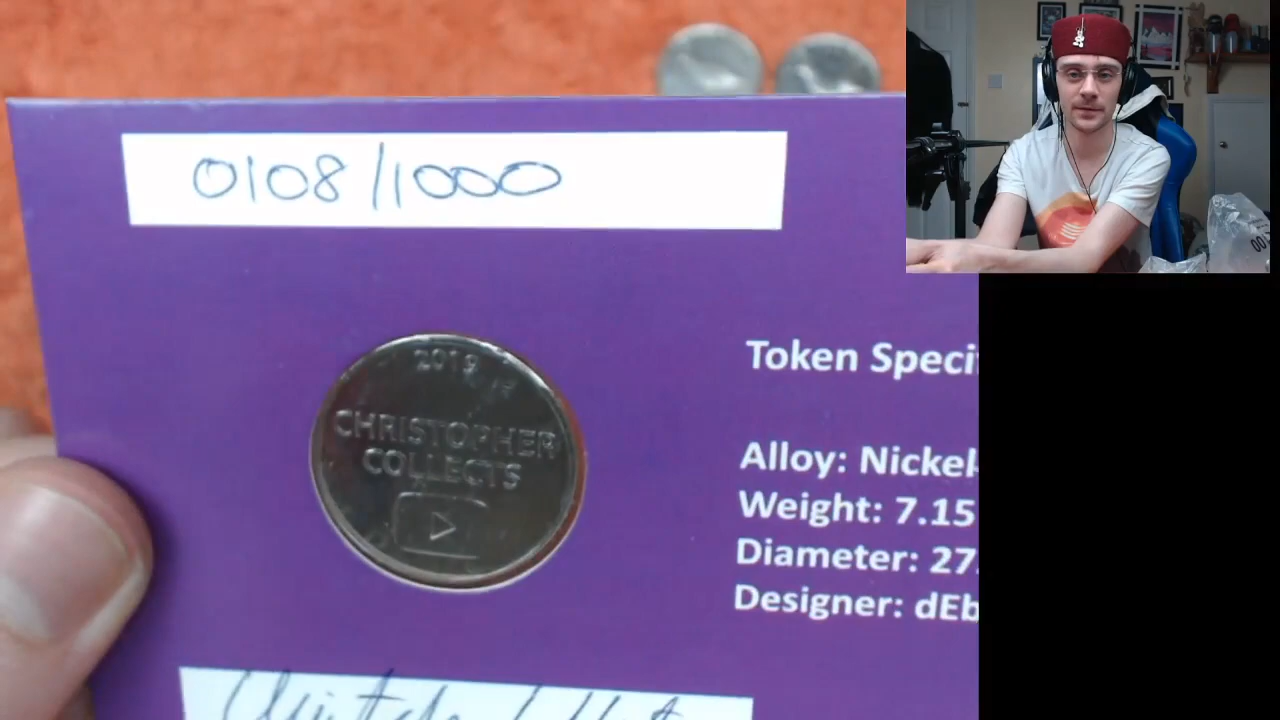 0108/1000
2019
CHRISTOPHER
COLLECTS
Token Speci
Alloy: Nickel-
Weight: 7.15
Diameter: 27.
Designer: dEb